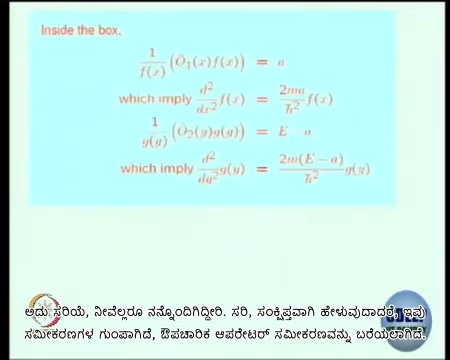 Inside the box,
1/f(x) (Ô₁(x)f(x)) = a
which imply d²/dx² f(x) = 2ma/ħ² f(x)
1/g(y) (Ô₂(y)g(y)) = E − a
which imply d²/dy² g(y) = 2m(E − a)/ħ² g(y)
ಅದು ಸರಿಯೆ, ನೀವೆಲ್ಲರೂ ನನ್ನೊಂದಿಗಿದ್ದೀರಿ. ಸರಿ, ಸಂಕ್ಷಿಪ್ತವಾಗಿ ಹೇಳುವುದಾದರೆ, ಇವು
ಸಮೀಕರಣಗಳ ಗುಂಪಾಗಿದೆ, ಔಪಚಾರಿಕ ಆಪರೇಟರ್ ಸಮೀಕರಣವನ್ನು ಬರೆಯಲಾಗಿದೆ.